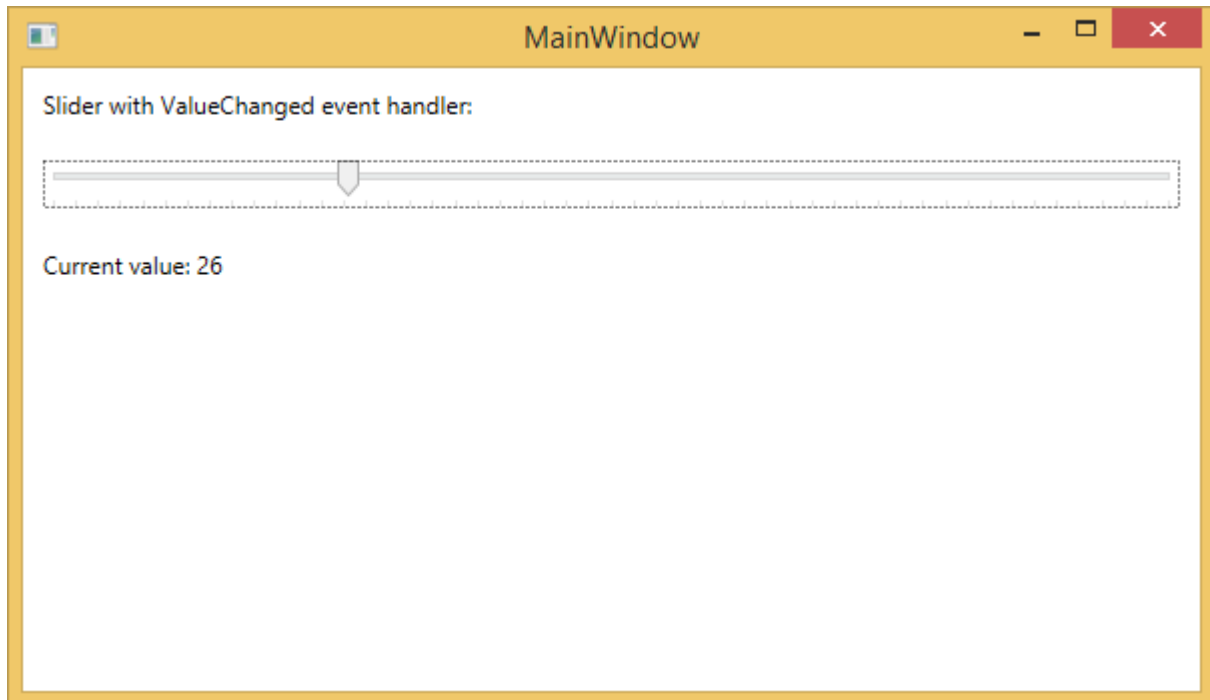 MainWindow
Slider with ValueChanged event handler:
Current value: 26